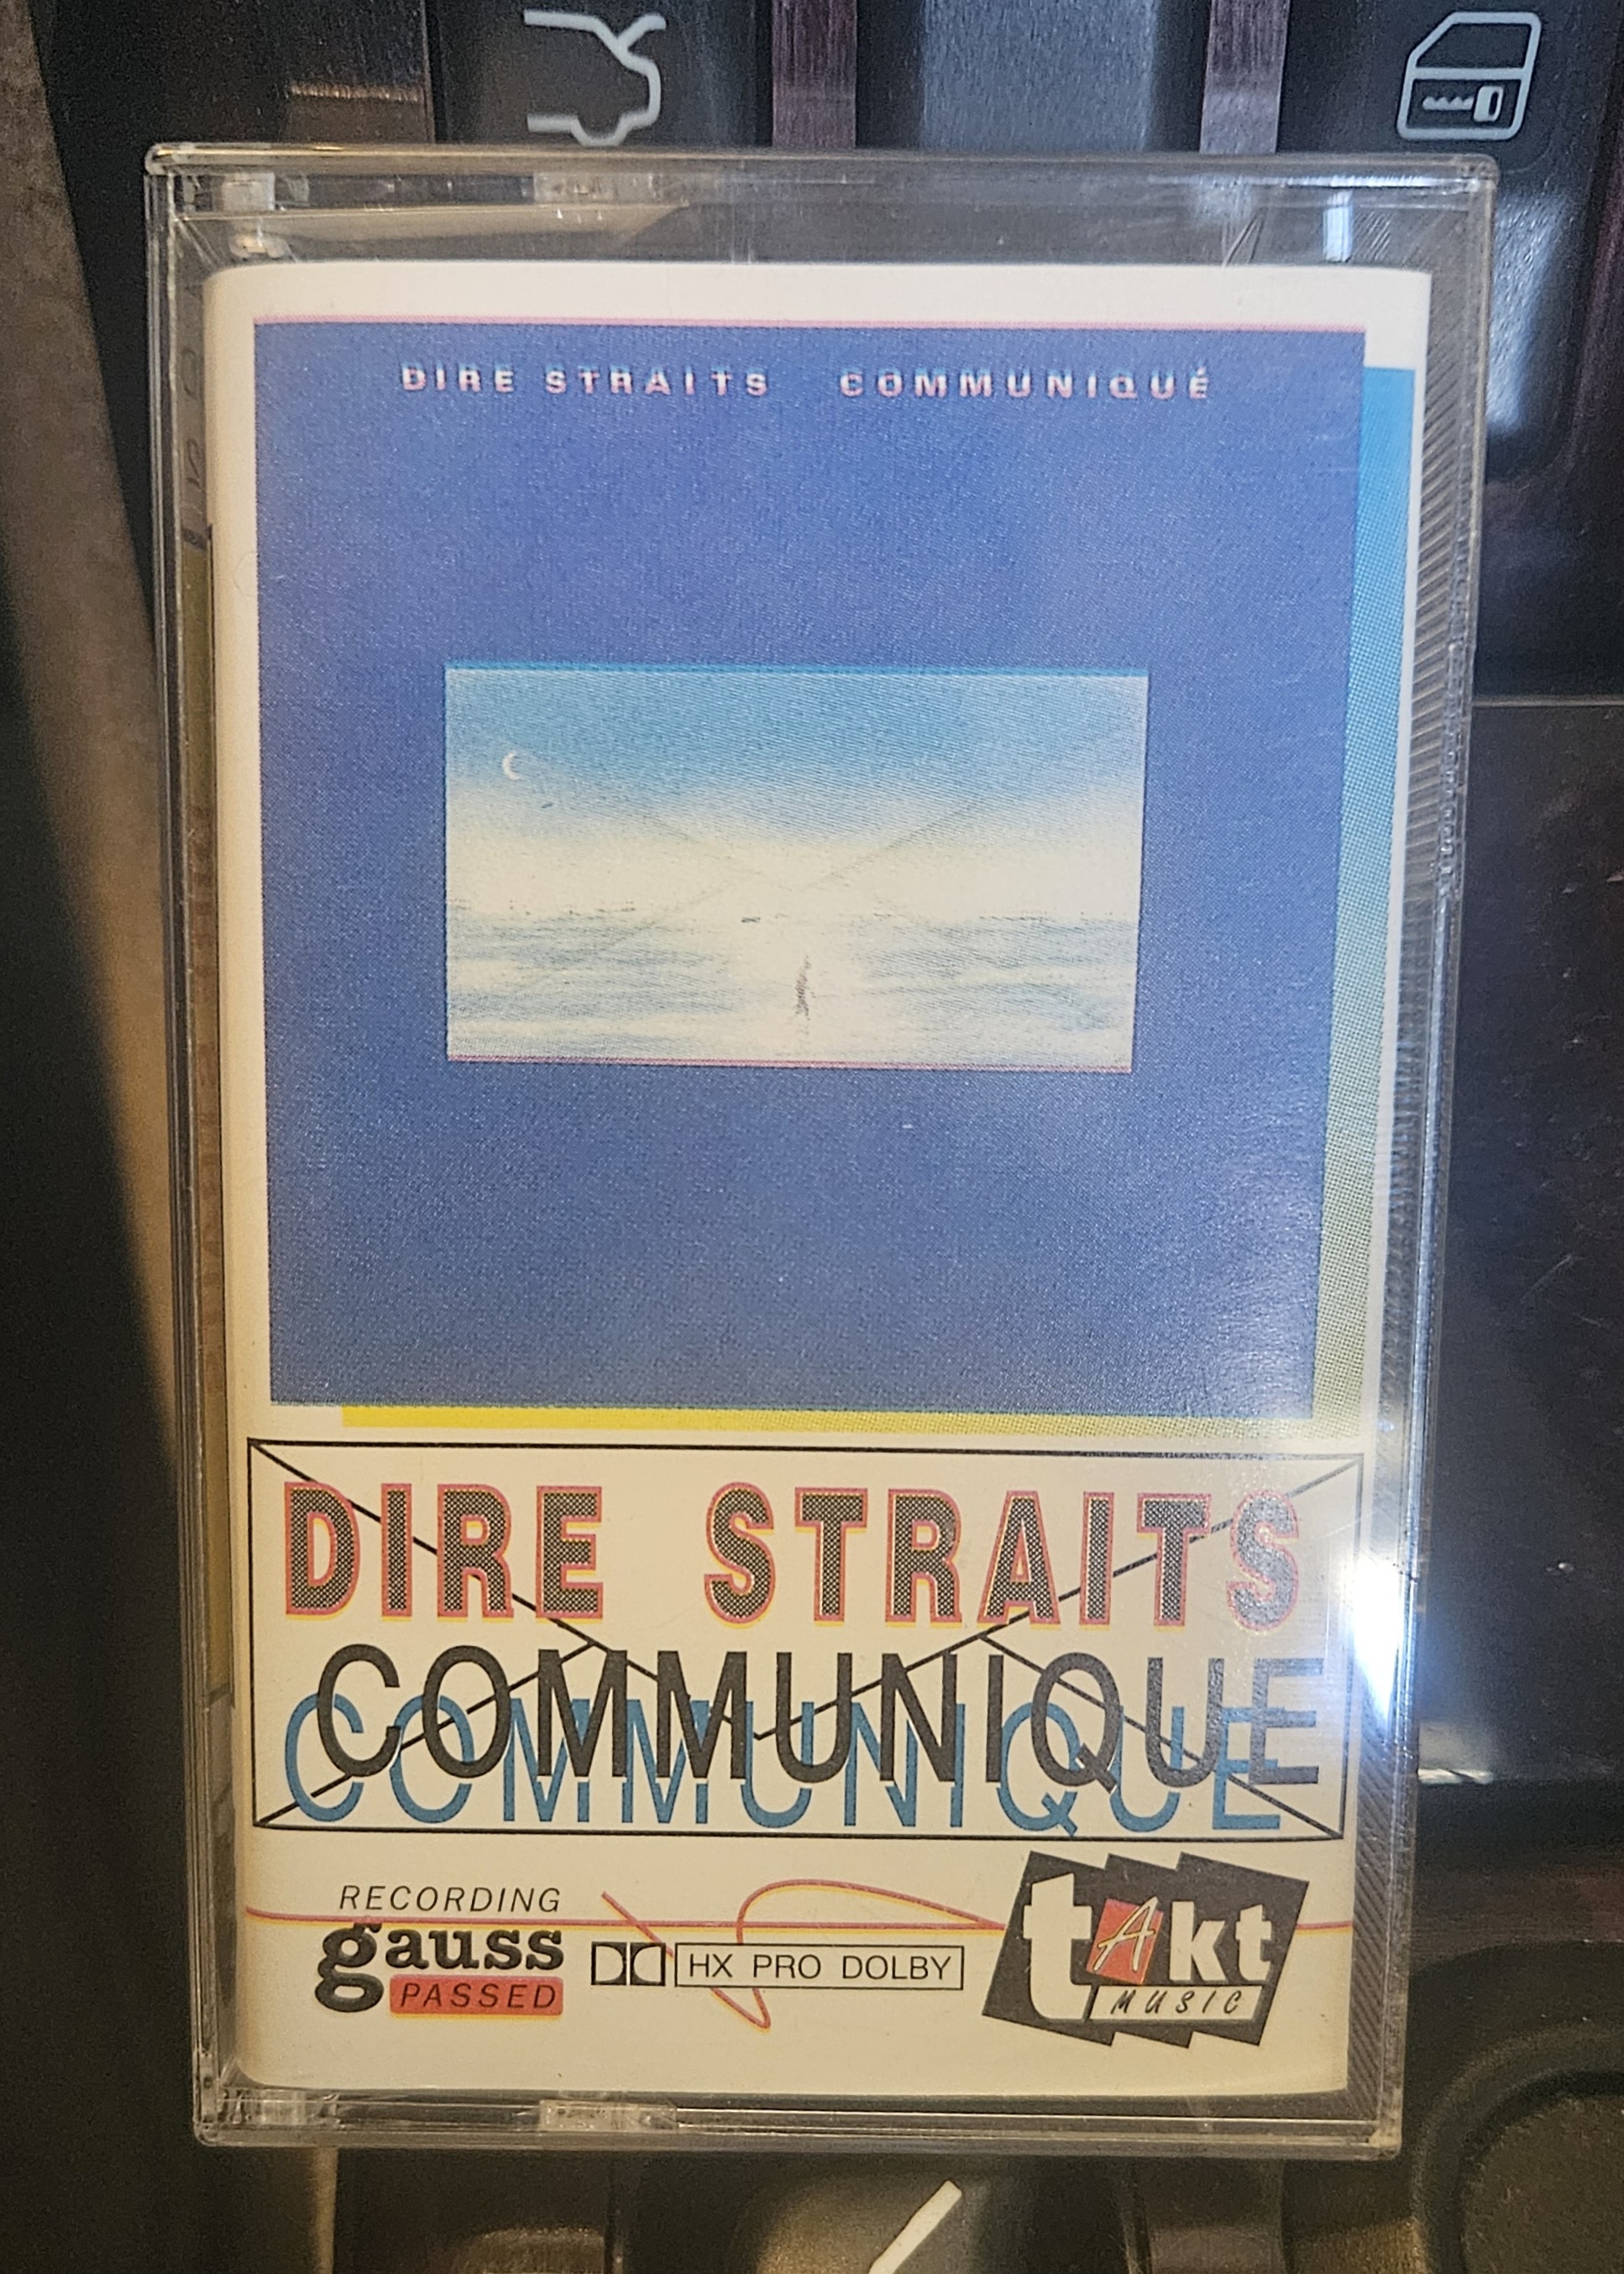 DIRE STRAITS COMMUNIQUÉ
DIRE STRAITS
COMMUNIQUE
COMMUNIQUE
RECORDING
gauss
PASSED
HX PRO DOLBY
tAkt
MUSIC